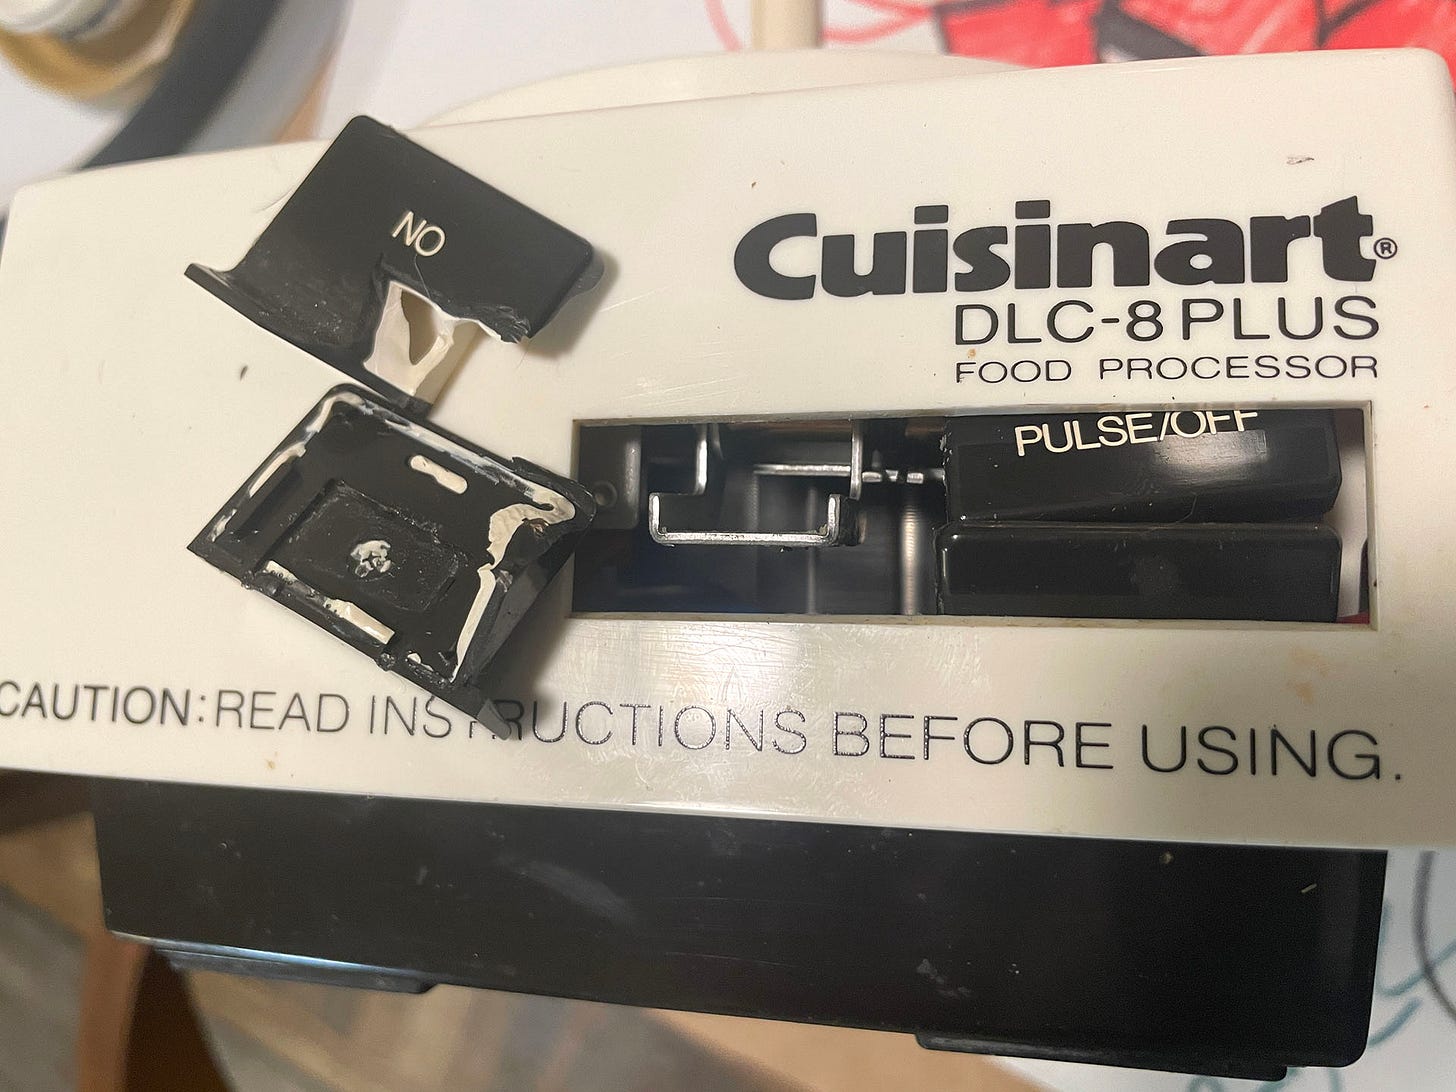 NO
Cuisinart®
DLC-8 PLUS
FOOD PROCESSOR
PULSE/OFF
CAUTION: READ INSTRUCTIONS BEFORE USING.